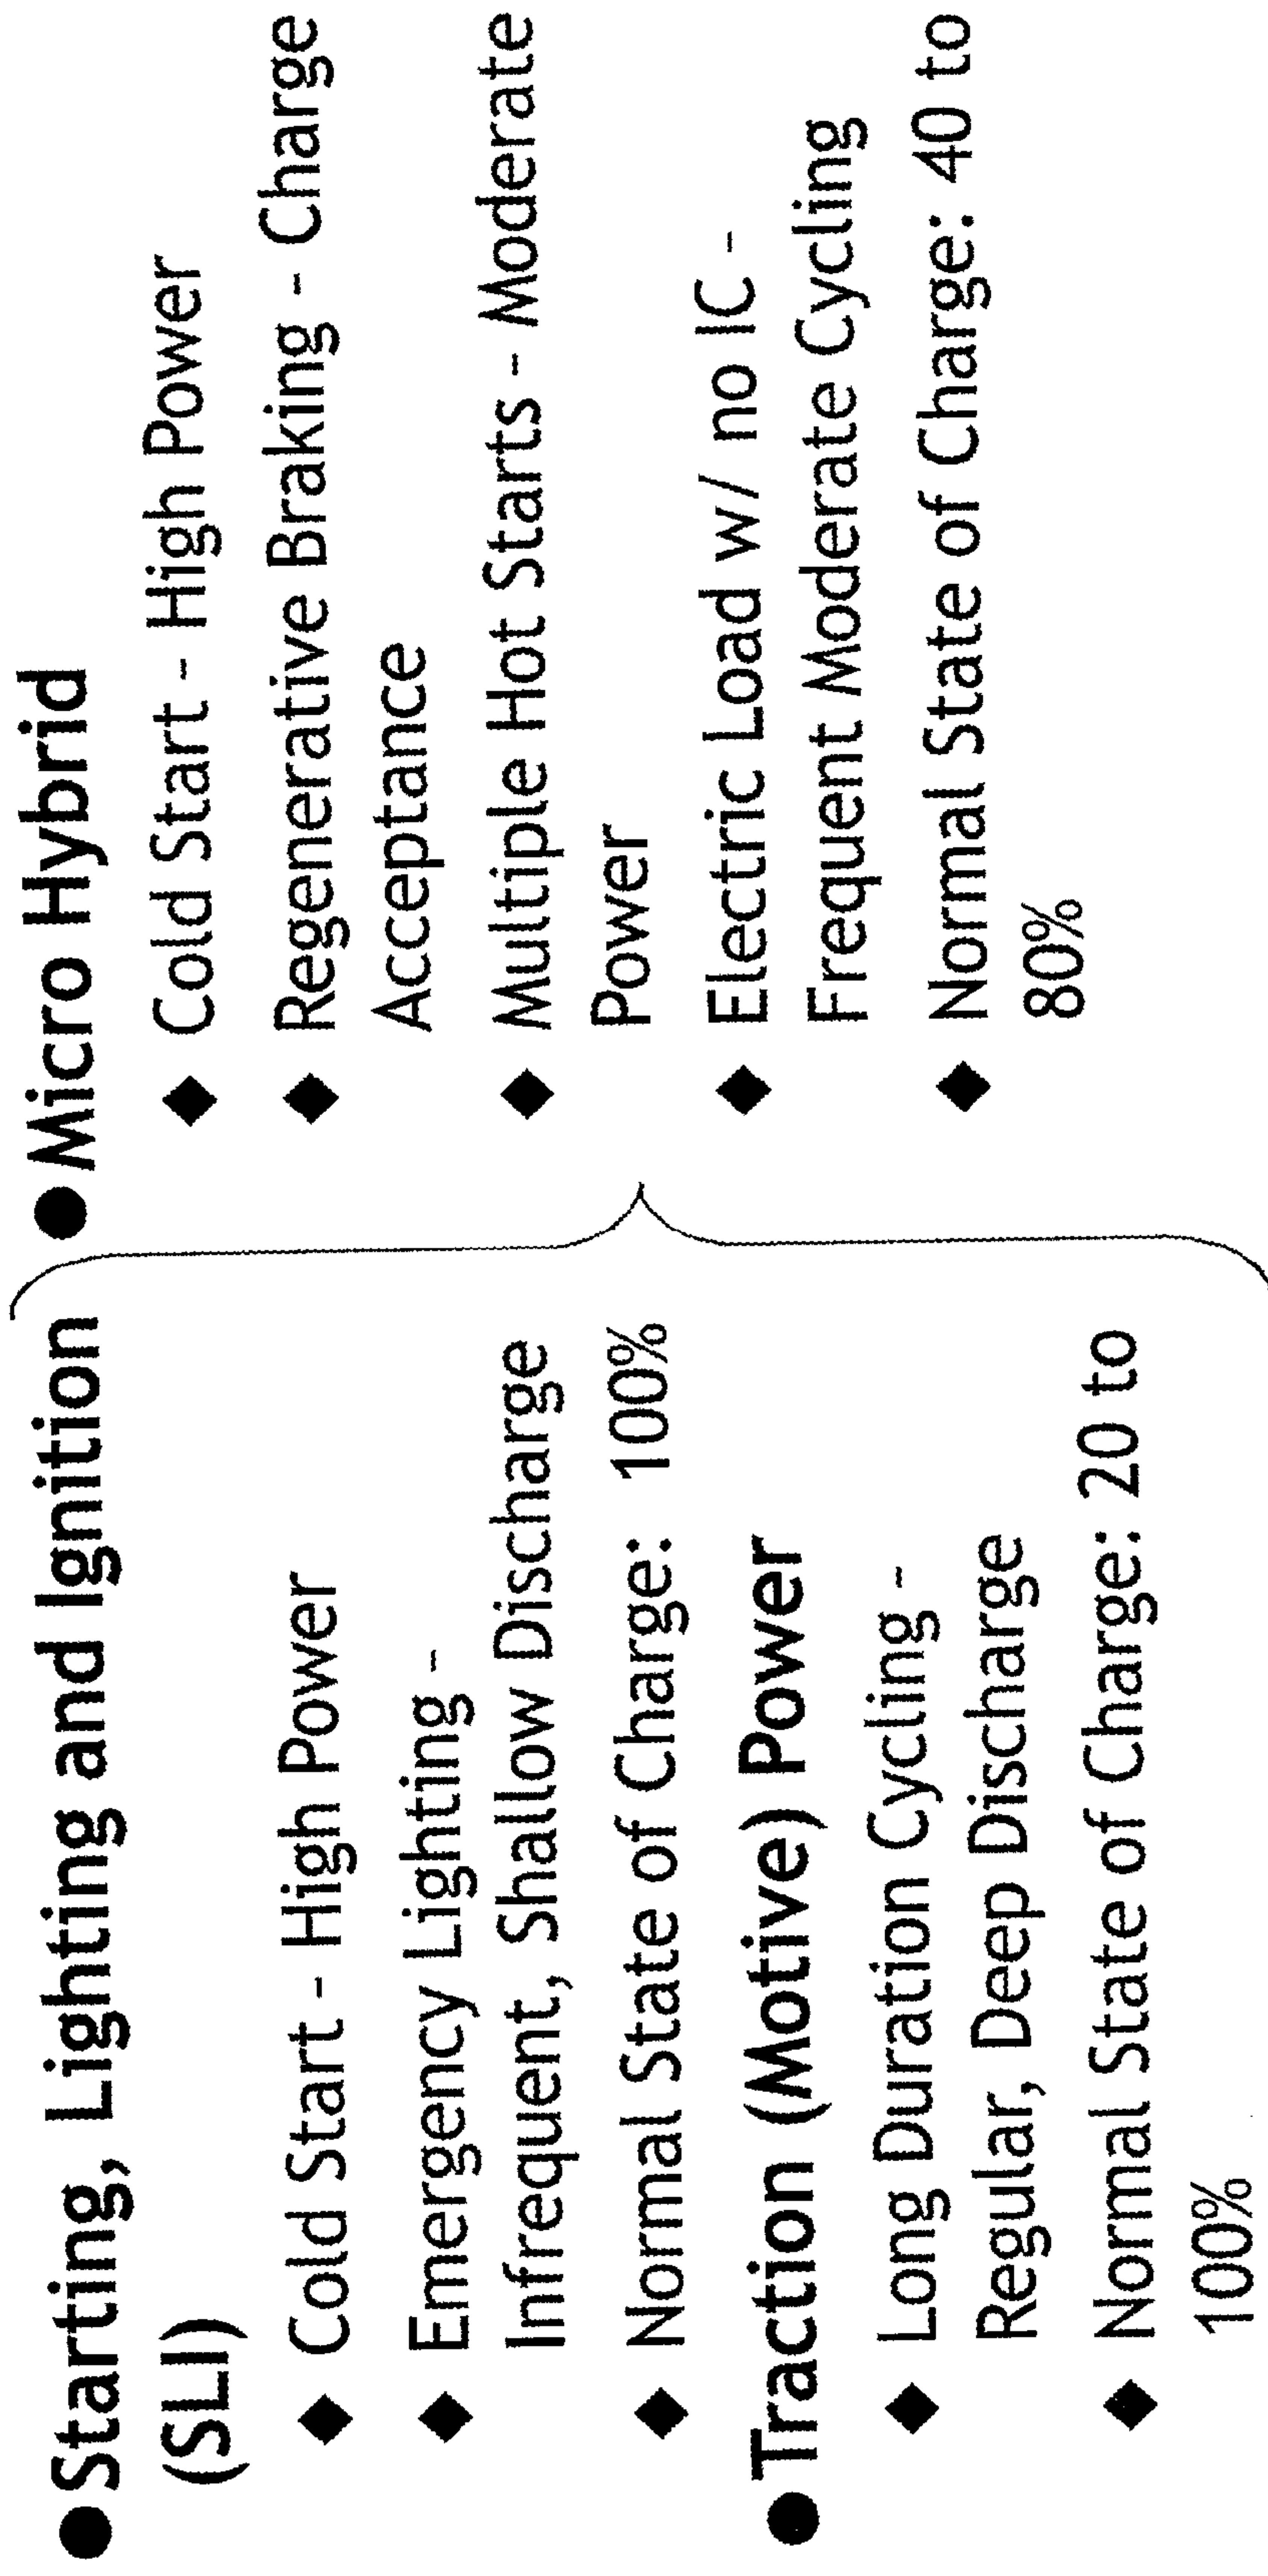 ●Starting, Lighting and Ignition
(SLI)
◆ Cold Start - High Power
◆ Emergency Lighting -
Infrequent, Shallow Discharge
◆ Normal State of Charge: 100%
●Traction (Motive) Power
◆ Long Duration Cycling -
Regular, Deep Discharge
◆ Normal State of Charge: 20 to
100%
●Micro Hybrid
◆ Cold Start - High Power
◆ Regenerative Braking - Charge
Acceptance
◆ Multiple Hot Starts - Moderate
Power
◆ Electric Load w/ no IC -
Frequent Moderate Cycling
◆ Normal State of Charge: 40 to
80%